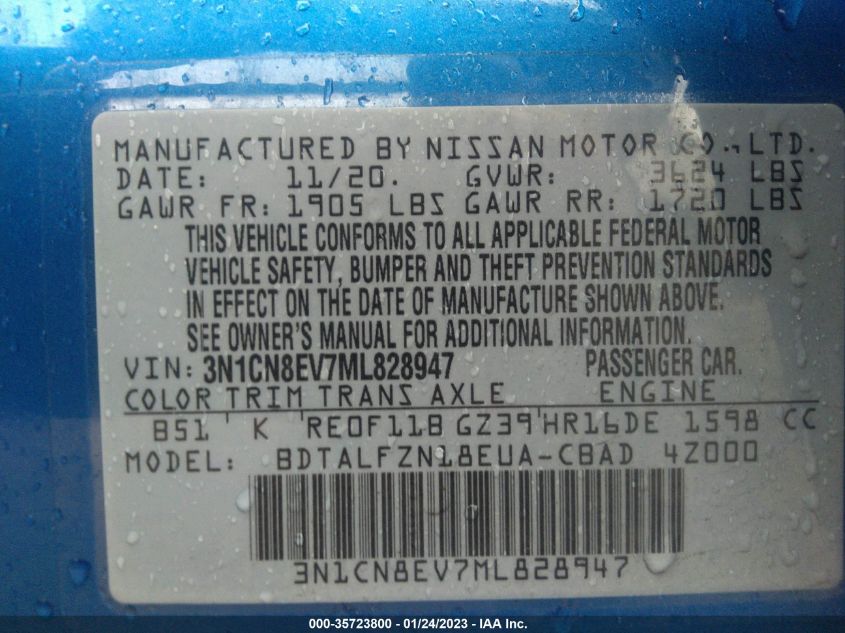 MANUFACTURED BY NISSAN MOTOR CO., LTD.
DATE: 11/20. GVWR: 3624 LBS
GAWR FR: 1905 LBS GAWR RR: 1720 LBS
THIS VEHICLE CONFORMS TO ALL APPLICABLE FEDERAL MOTOR
VEHICLE SAFETY, BUMPER AND THEFT PREVENTION STANDARDS
IN EFFECT ON THE DATE OF MANUFACTURE SHOWN ABOVE.
SEE OWNER'S MANUAL FOR ADDITIONAL INFORMATION.
VIN: 3N1CN8EV7ML828947 PASSENGER CAR.
COLOR TRIM TRANS AXLE ENGINE
B51 ' K RE0F11B GZ39 'HR16DE 1598 CC
MODEL: BDTALFZN18EUA-CBAD 4Z000
3N1CN8EV7ML828947
000-35723800 - 01/24/2023 - IAA Inc.